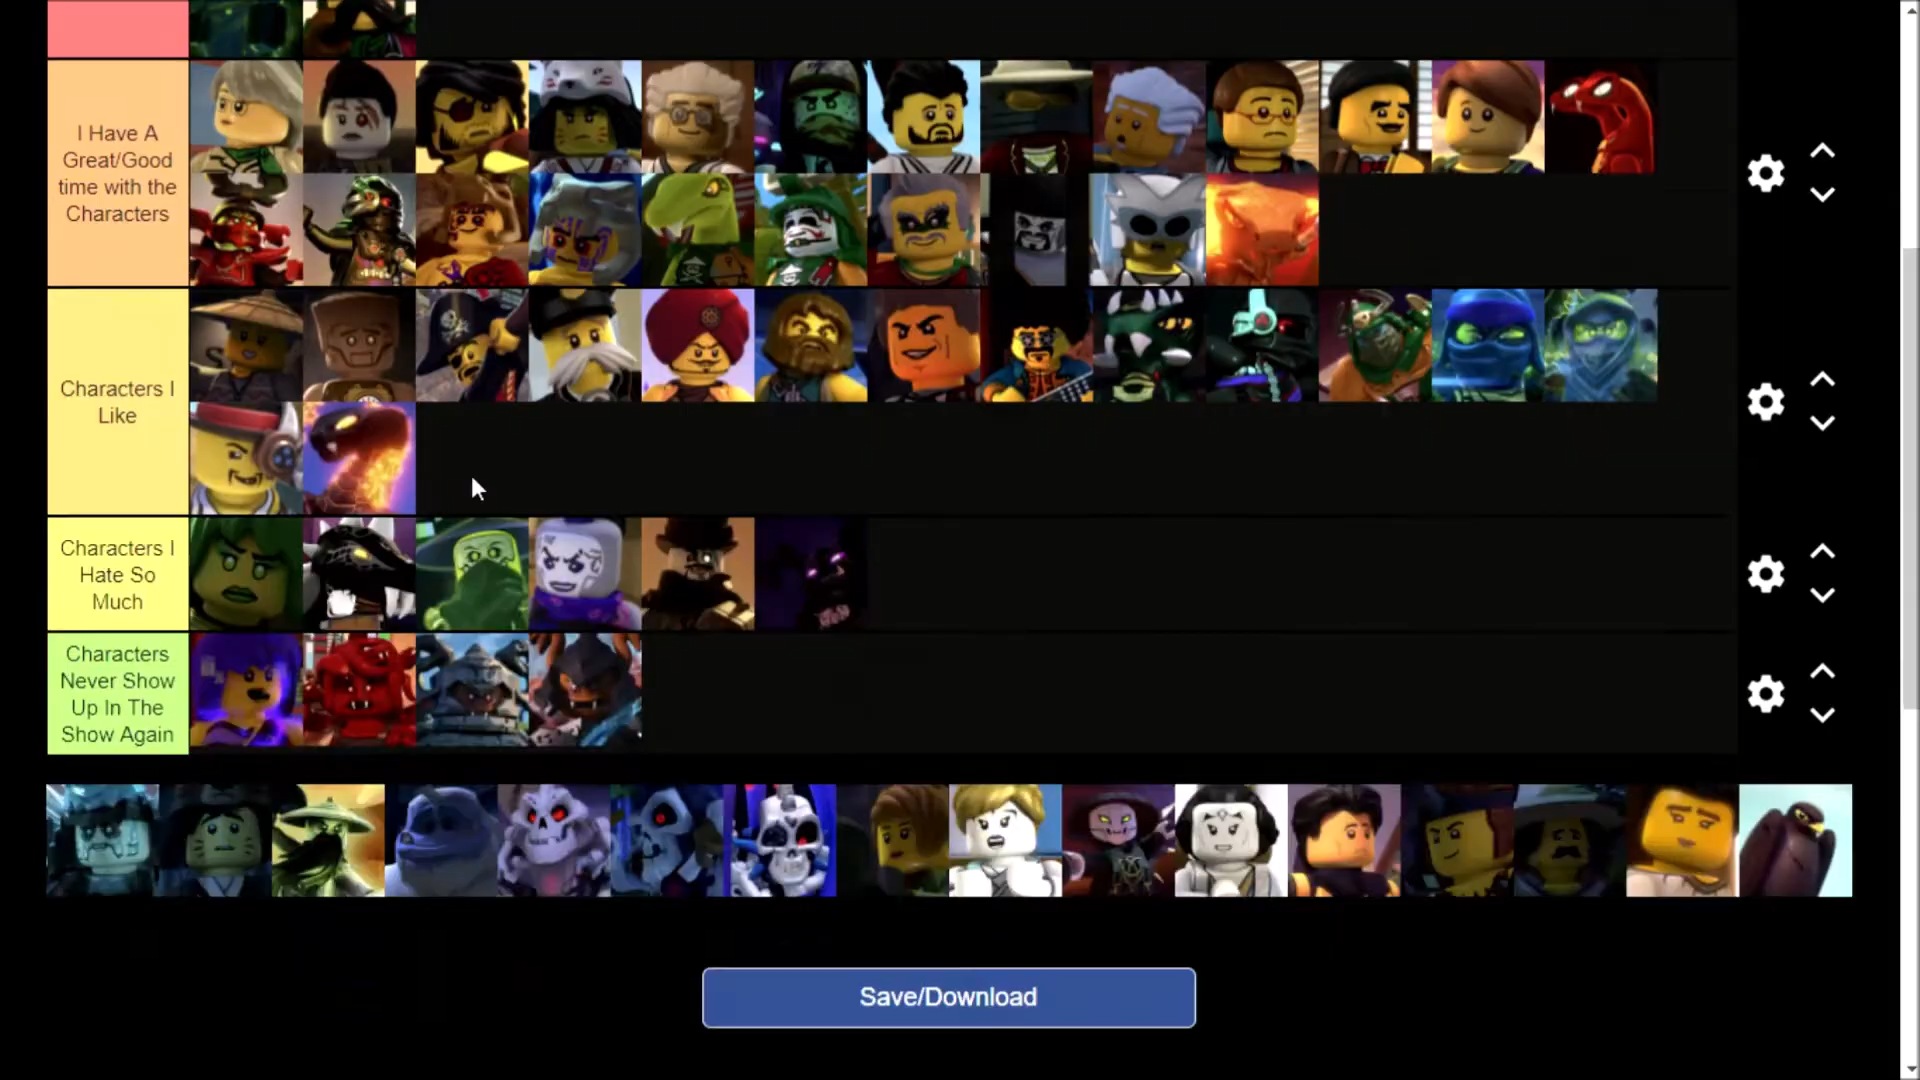 I Have A
Great/Good
time with the
Characters
Characters I
Like
Characters I
Hate So
Much
Characters
Never Show
Up In The
Show Again
Save/Download